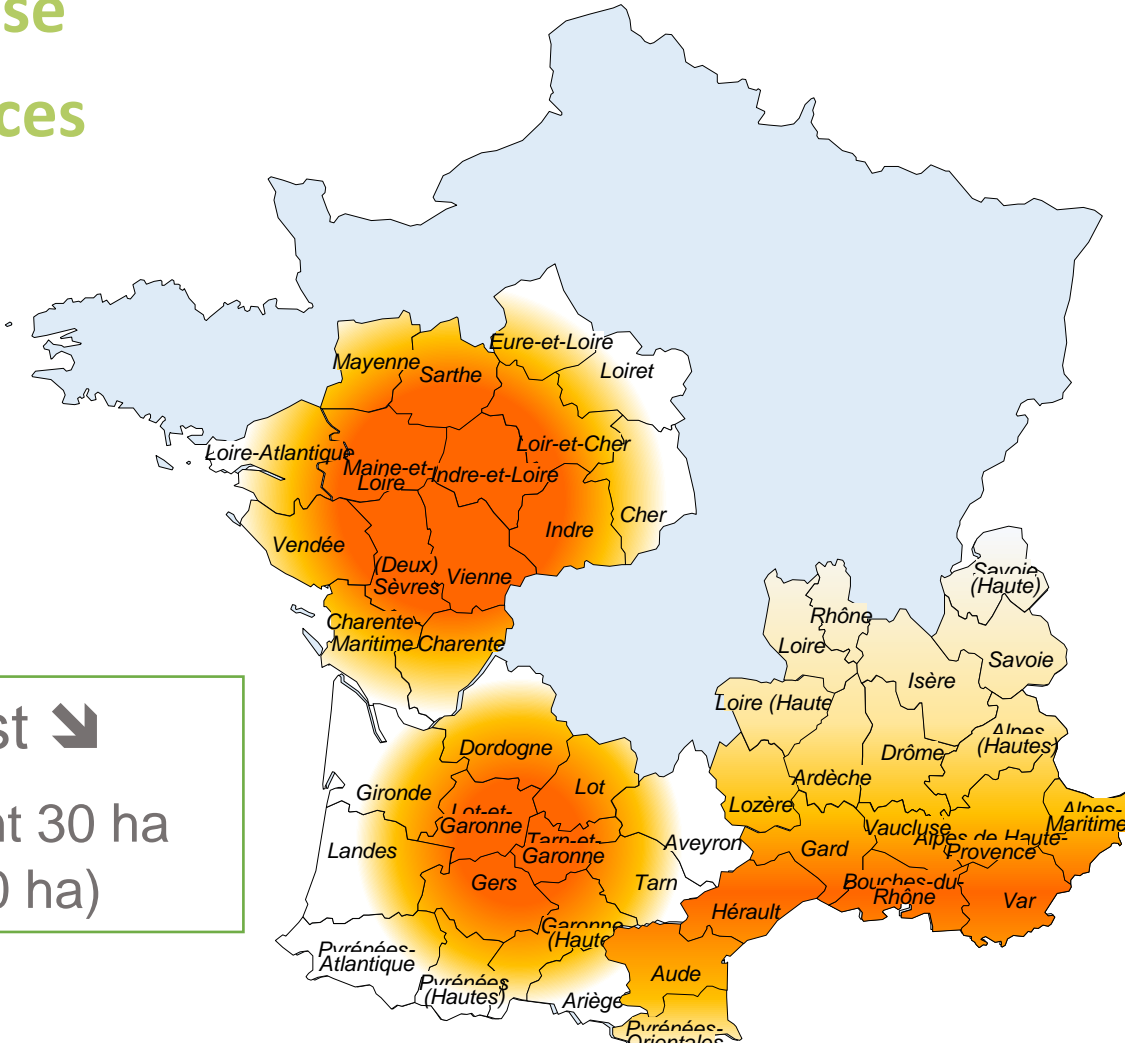 se
ces
Eure-et-Loire
Mayenne
Sarthe
Loiret
Loir-et-Cher
Loire-Atlantique
Maine-et-
Loire
Indre-et-Loire
Cher
Indre
Vendée
(Deux)
Sèvres
Vienne
Savoie
(Haute)
Charente-
Maritime
Charente
Rhône
Loire
Savoie
Isère
Loire (Haute
st ➘
Alpes
(Hautes)
Dordogne
Drôme
Ardèche
Lot
Gironde
nt 30 ha
Lozère
Alpes-
Maritime
Lot-et-
Garonne
Vaucluse
Alpes de Haute-
Provence
Tarn-et-
Garonne
Landes
Aveyron
Gard
0 ha)
Gers
Tarn
Bouches-du-
Rhône
Var
Hérault
Garonne
(Haute
Pyrénées-
Atlantique
Aude
Pyrénées
(Hautes)
Ariège
Pyrénées-
Orientales